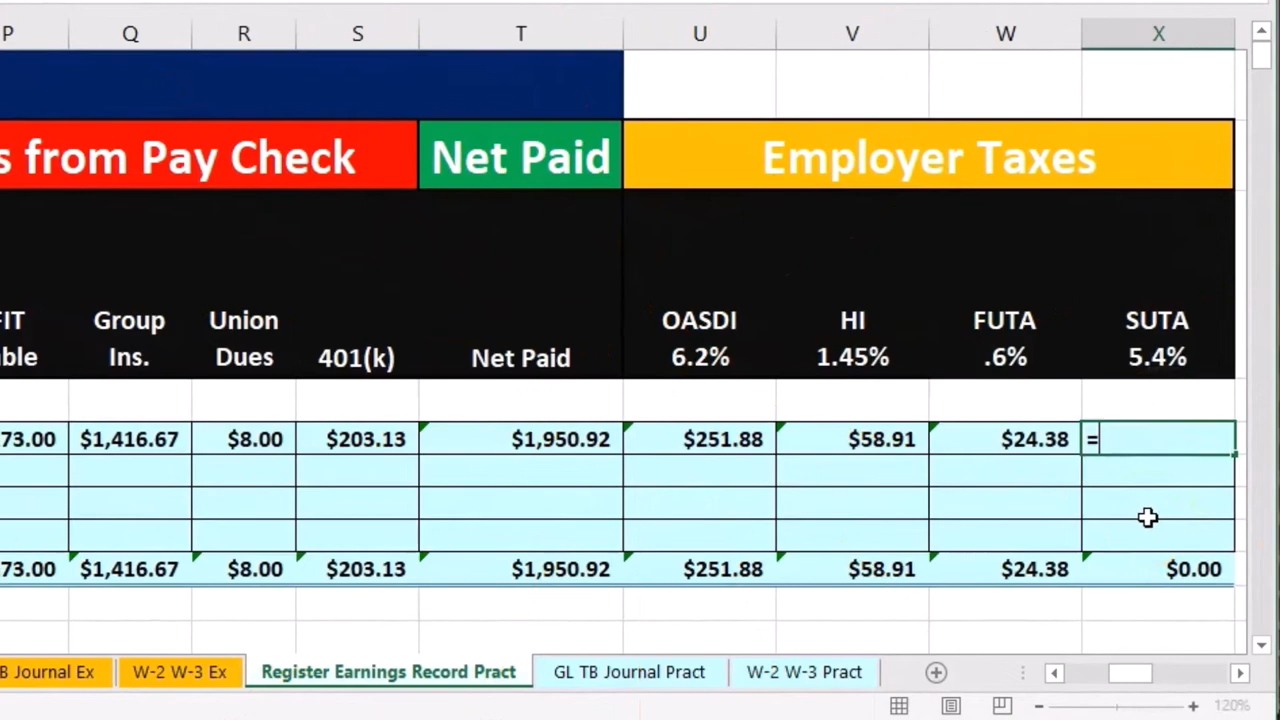 P Q R S T U V W X
s from Pay Check Net Paid Employer Taxes
FIT Group Union OASDI HI FUTA SUTA
ble Ins. Dues 401(k) Net Paid 6.2% 1.45% .6% 5.4%
73.00 $1,416.67 $8.00 $203.13 $1,950.92 $251.88 $58.91 $24.38 =
73.00 $1,416.67 $8.00 $203.13 $1,950.92 $251.88 $58.91 $24.38 $0.00
B Journal Ex W-2 W-3 Ex Register Earnings Record Pract GL TB Journal Pract W-2 W-3 Pract
120%